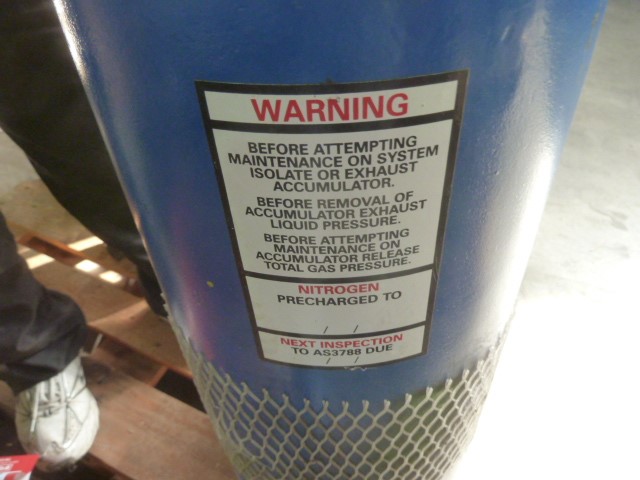 WARNING
BEFORE ATTEMPTING
MAINTENANCE ON SYSTEM
ISOLATE OR EXHAUST
ACCUMULATOR.
BEFORE REMOVAL OF
ACCUMULATOR EXHAUST
LIQUID PRESSURE.
BEFORE ATTEMPTING
MAINTENANCE ON
ACCUMULATOR RELEASE
TOTAL GAS PRESSURE.
NITROGEN
PRECHARGED TO
/ /
NEXT INSPECTION
TO AS3788 DUE
/ /